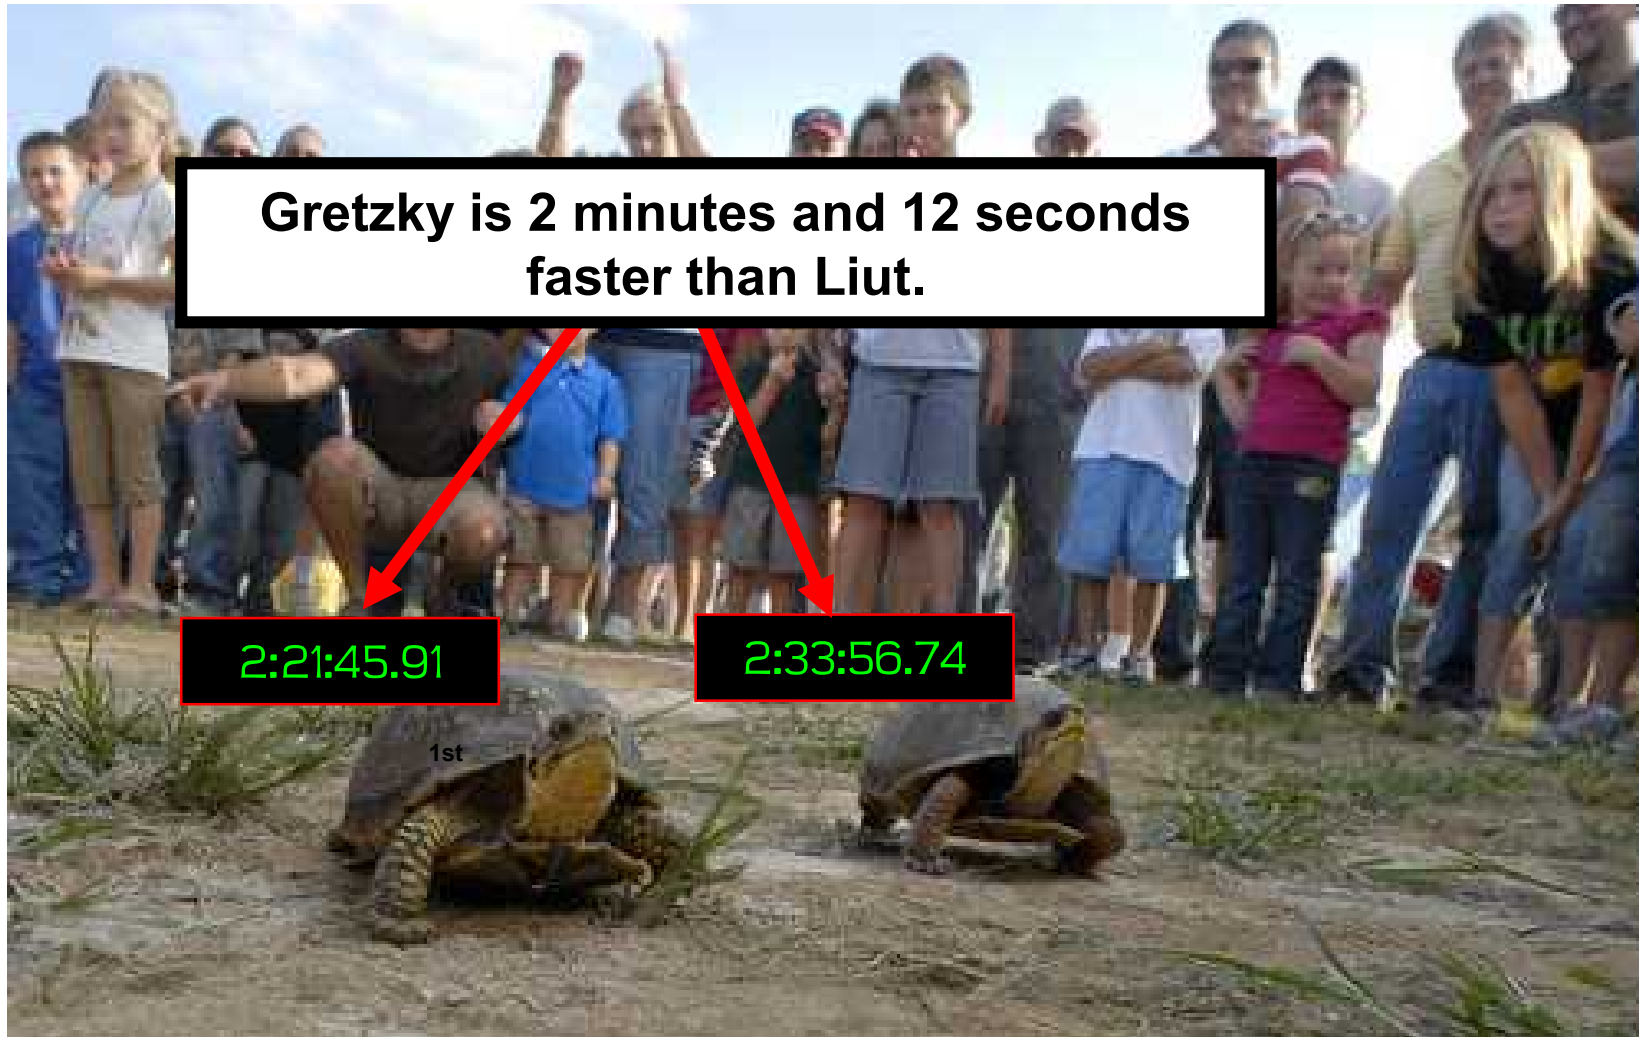 Gretzky is 2 minutes and 12 seconds
faster than Liut.
2:21:45.91
2:33:56.74
1st